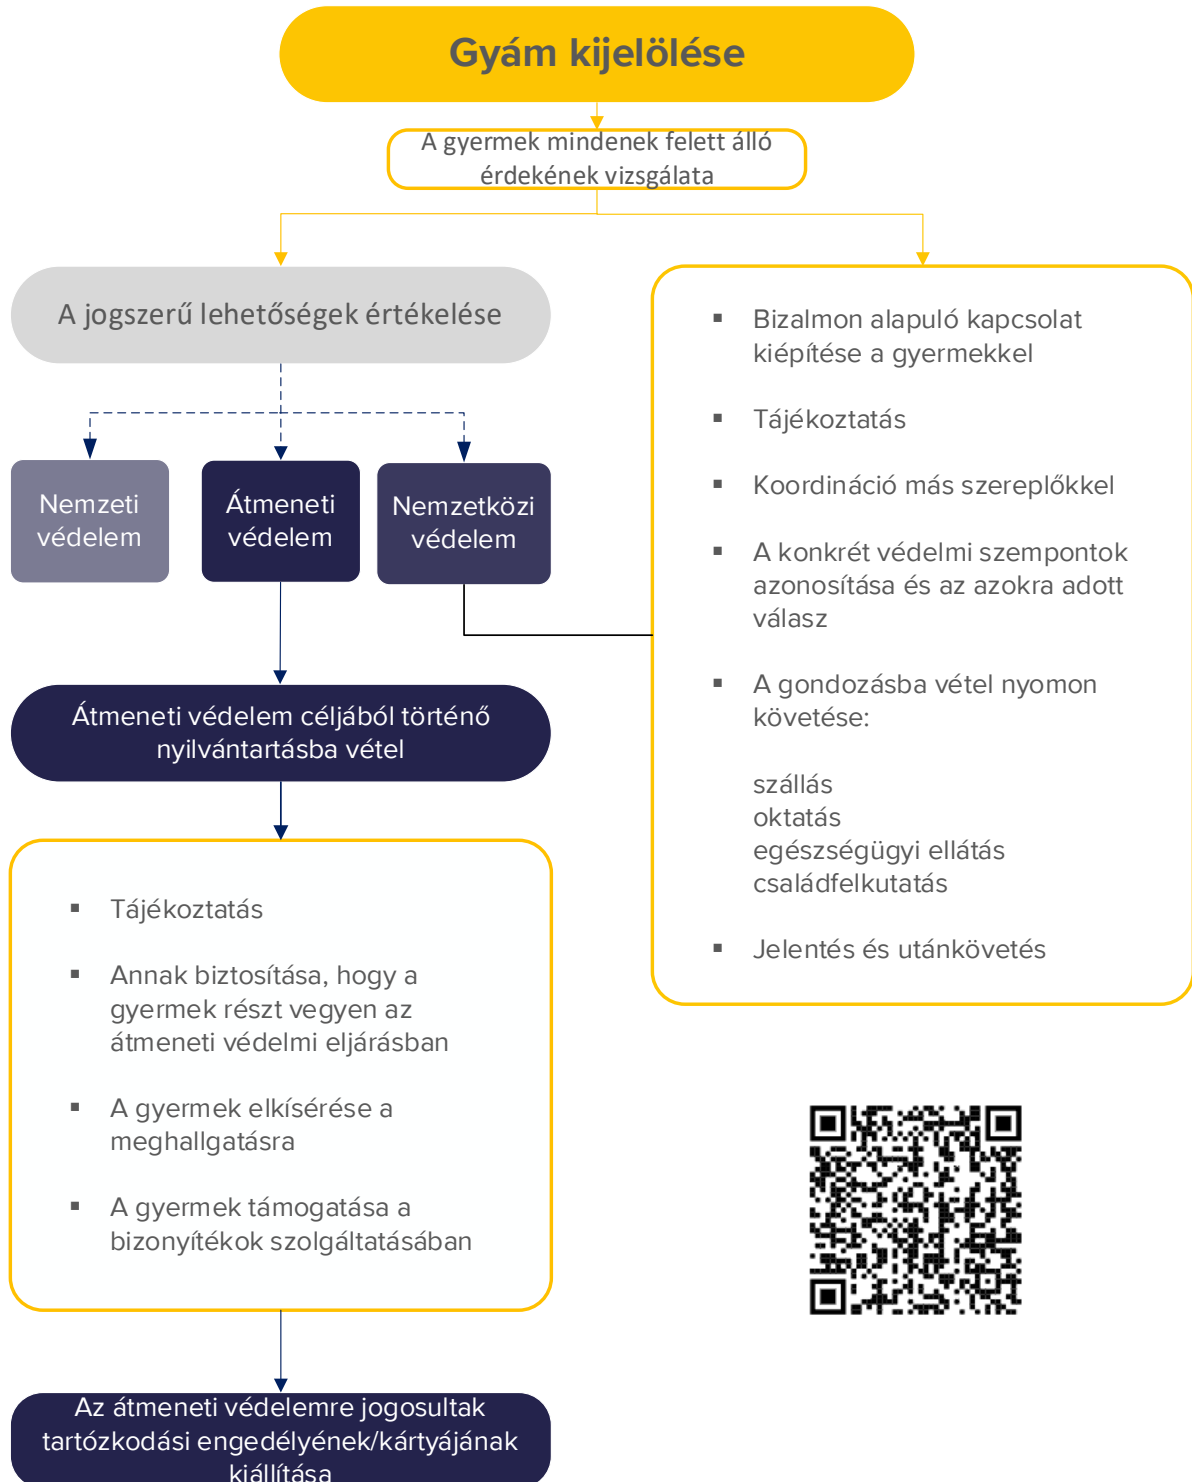 Gyám kijelölése
A gyermek mindenek felett álló
érdekének vizsgálata
A jogszerű lehetőségek értékelése
Nemzeti
védelem
Átmeneti
védelem
Nemzetközi
védelem
Átmeneti védelem céljából történő
nyilvántartásba vétel
▪ Tájékoztatás
▪ Annak biztosítása, hogy a
gyermek részt vegyen az
átmeneti védelmi eljárásban
▪ A gyermek elkísérése a
meghallgatásra
▪ A gyermek támogatása a
bizonyítékok szolgáltatásában
Az átmeneti védelemre jogosultak
tartózkodási engedélyének/kártyájának
kiállítása
▪ Bizalmon alapuló kapcsolat
kiépítése a gyermekkel
▪ Tájékoztatás
▪ Koordináció más szereplőkkel
▪ A konkrét védelmi szempontok
azonosítása és az azokra adott
válasz
▪ A gondozásba vétel nyomon
követése:
szállás
oktatás
egészségügyi ellátás
családfelkutatás
▪ Jelentés és utánkövetés